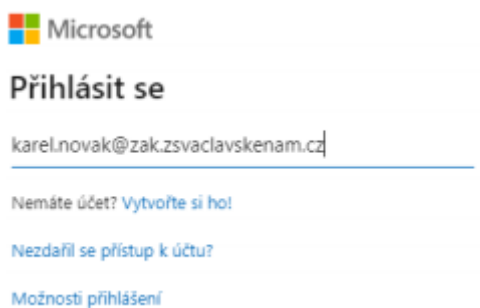 Microsoft
Přihlásit se
karel.novak@zak.zsvaclavskenam.cz
Nemáte účet? Vytvořte si ho!
Nezdařil se přístup k účtu?
Možnosti přihlášení